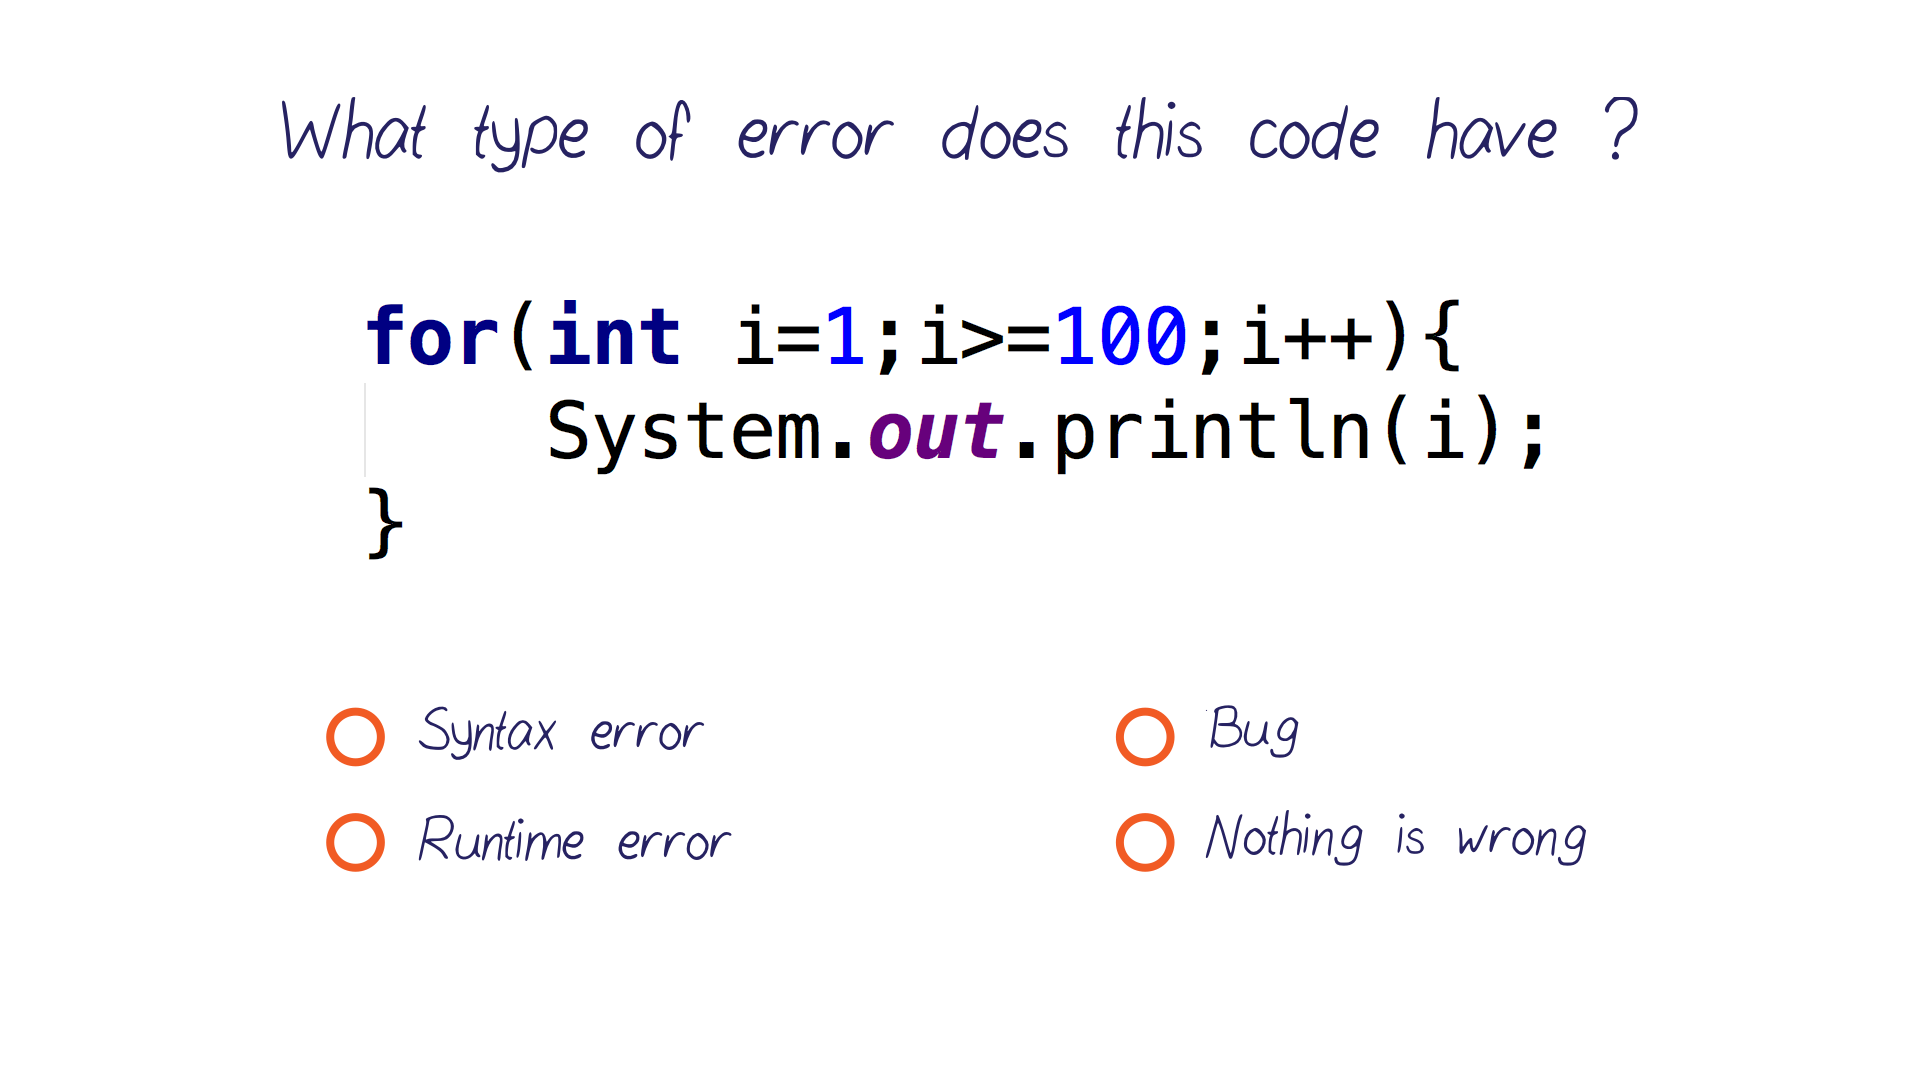 What type of error does this code have ?
for(int i=1;i>=100;i++){
    System.out.println(i);
}
Syntax error
Bug
Runtime error
Nothing is wrong